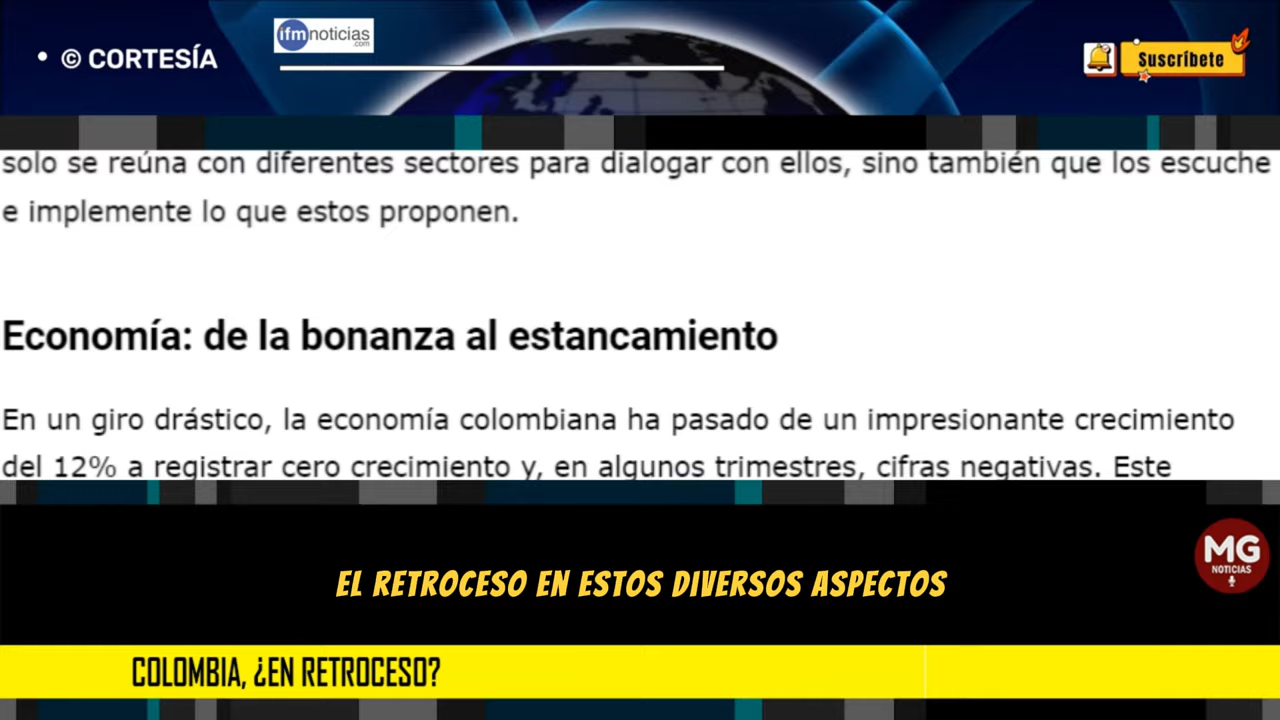 • © CORTESÍA
ifmnoticias
.com
Suscríbete
solo se reúna con diferentes sectores para dialogar con ellos, sino también que los escuche
e implemente lo que estos proponen.
Economía: de la bonanza al estancamiento
En un giro drástico, la economía colombiana ha pasado de un impresionante crecimiento
del 12% a registrar cero crecimiento y, en algunos trimestres, cifras negativas. Este
MG
NOTICIAS
EL RETROCESO EN ESTOS DIVERSOS ASPECTOS
COLOMBIA, ¿EN RETROCESO?